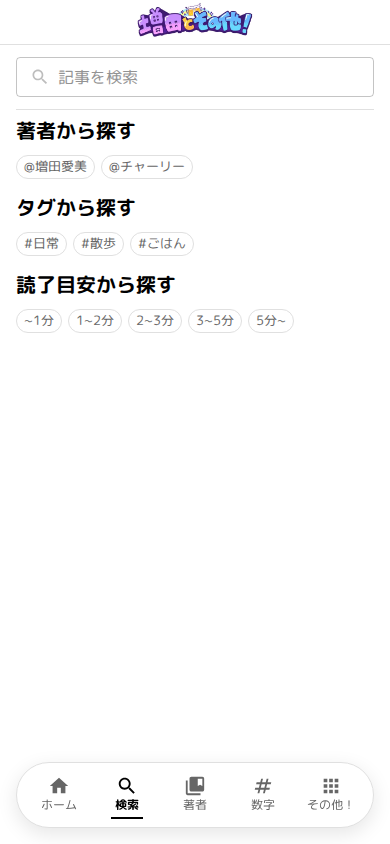 増田とその他!
記事を検索
著者から探す
@増田愛美 @チャーリー
タグから探す
#日常 #散歩 #ごはん
読了目安から探す
~1分 1~2分 2~3分 3~5分 5分~
ホーム 検索 著者 数字 その他！